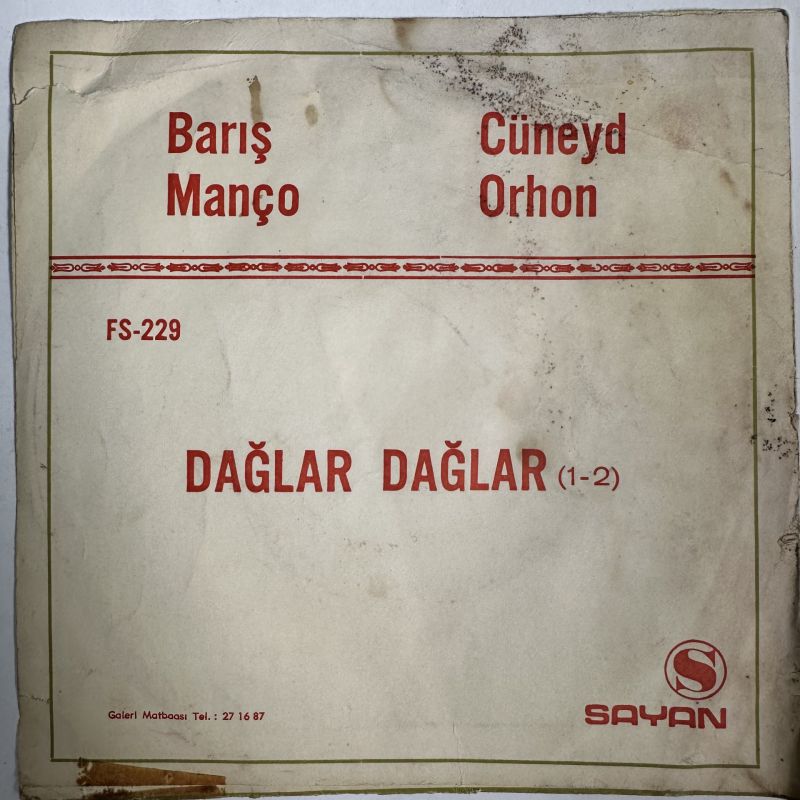 Barış Cüneyd
Manço Orhon
FS-229
DAĞLAR DAĞLAR (1-2)
S
Galeri Matbaası Tel. : 27 16 87
SAYAN